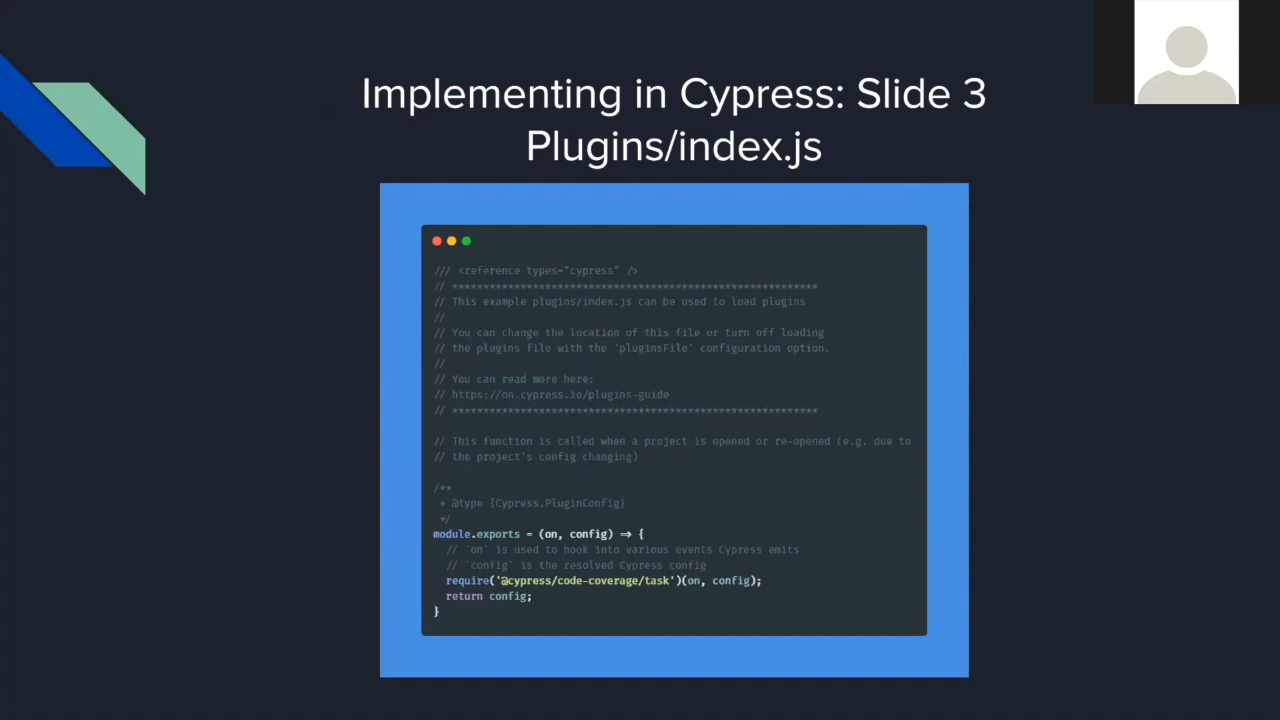 Implementing in Cypress: Slide 3
Plugins/index.js
/// <reference types="cypress" />
// ***********************************************************
// This example plugins/index.js can be used to load plugins
//
// You can change the location of this file or turn off loading
// the plugins file with the 'pluginsFile' configuration option.
//
// You can read more here:
// https://on.cypress.io/plugins-guide
// ***********************************************************
// This function is called when a project is opened or re-opened (e.g. due to
// the project's config changing)
/**
* @type {Cypress.PluginConfig}
*/
module.exports = (on, config) => {
// `on` is used to hook into various events Cypress emits
// `config` is the resolved Cypress config
require('@cypress/code-coverage/task')(on, config);
return config;
}